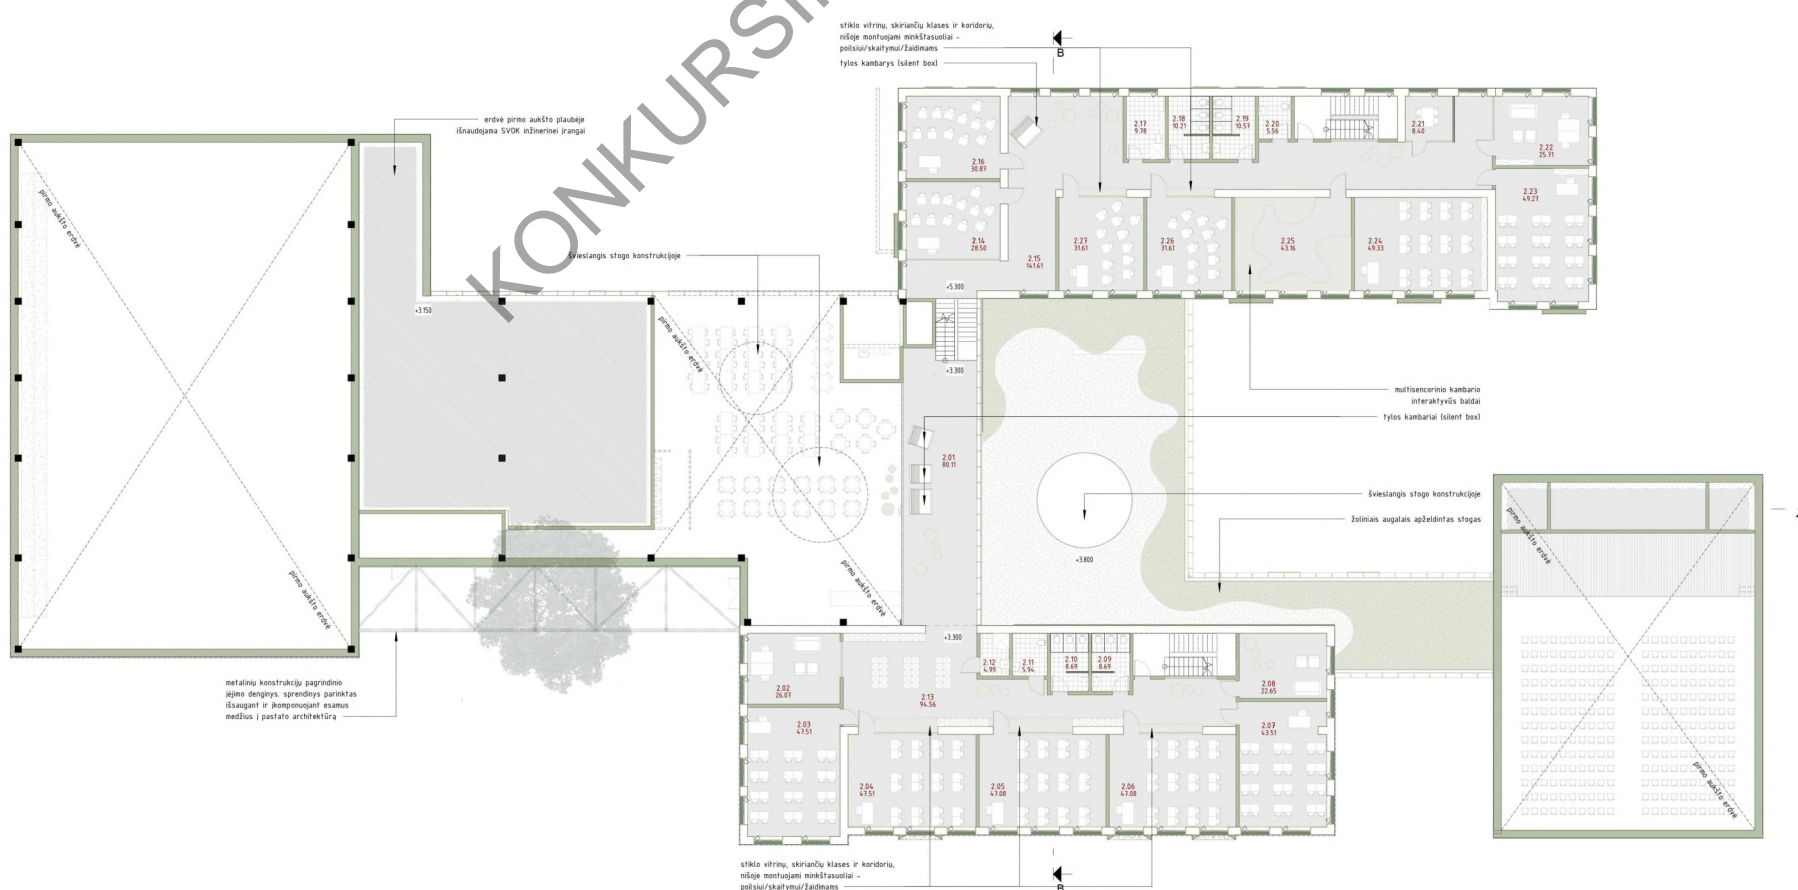 stiklo vitrinų, skiriančių klases ir koridorių,
nišoje montuojami minkštasuoliai –
poilsiui/skaitymui/žaidimams
B
tylos kambarys (silent box)
erdvė pirmo aukšto plaubėje
išnaudojama SVOK inžinerinei įrangai
2.16
30.87
2.17
9.78
2.18
10.21
2.19
10.57
2.20
5.56
2.21
8.40
2.22
25.71
2.23
49.27
2.14
28.50
2.15
141.61
2.27
31.61
2.26
31.61
2.25
43.16
2.24
49.33
pirmo aukšto erdvė
švieslangis stogo konstrukcijoje
+5.300
+3.150
pirmo aukšto erdvė
+3.300
multisencorinio kambario
interaktyvūs baldai
tylos kambariai (silent box)
2.01
80.11
švieslangis stogo konstrukcijoje
žoliniais augalais apželdintas stogas
+3.800
pirmo aukšto erdvė
pirmo aukšto erdvė
pirmo aukšto erdvė
+3.300
metalinių konstrukcijų pagrindinio
įėjimo denginys. sprendinys parinktas
išsaugant ir įkomponuojant esamus
medžius į pastato architektūrą
2.02
26.07
2.12
4.99
2.11
5.94
2.10
8.69
2.09
8.69
2.08
22.65
2.13
94.56
2.03
47.51
2.07
43.51
2.04
47.51
2.05
47.08
2.06
47.08
pirmo aukšto erdvė
stiklo vitrinų, skiriančių klases ir koridorių,
nišoje montuojami minkštasuoliai –
poilsiui/skaitymui/žaidimams
B